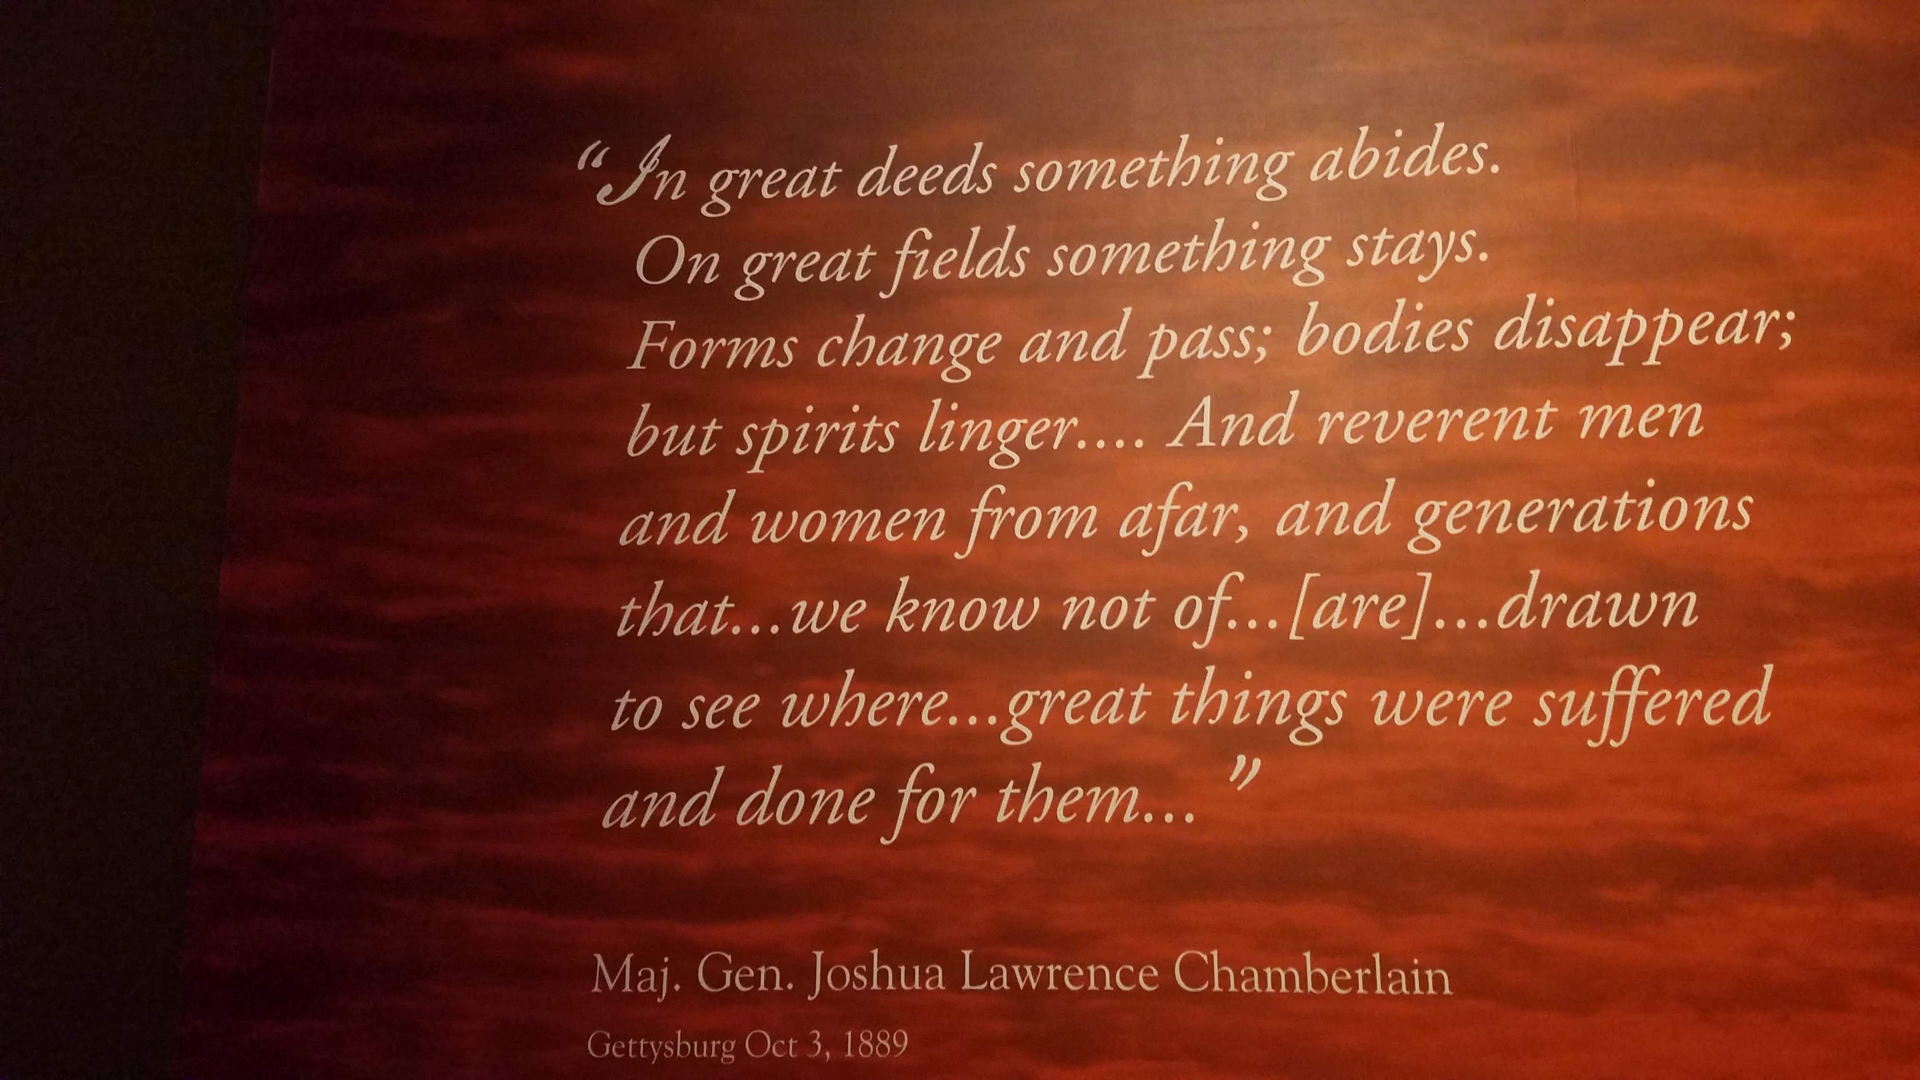 “In great deeds something abides.
On great fields something stays.
Forms change and pass; bodies disappear;
but spirits linger.... And reverent men
and women from afar, and generations
that...we know not of...[are]...drawn
to see where...great things were suffered
and done for them...”
Maj. Gen. Joshua Lawrence Chamberlain
Gettysburg Oct 3, 1889